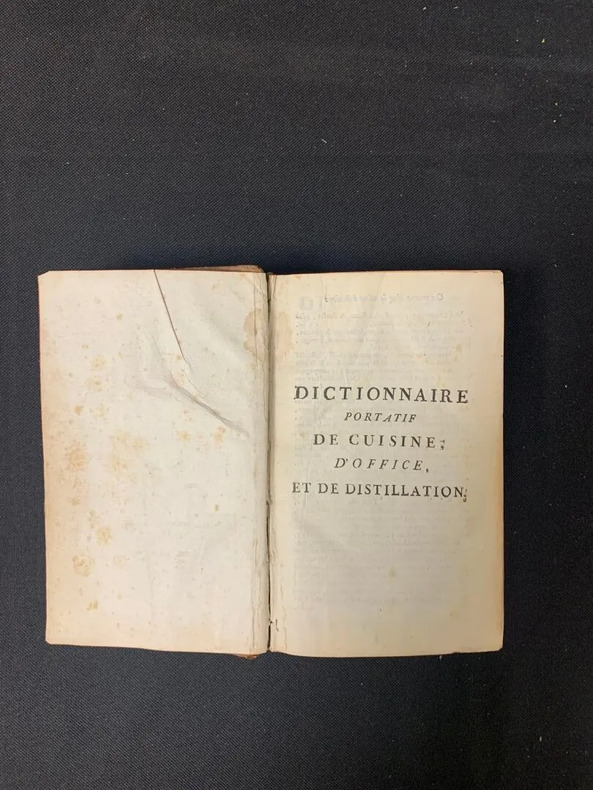 DICTIONNAIRE
PORTATIF
DE CUISINE,
D'OFFICE,
ET DE DISTILLATION;